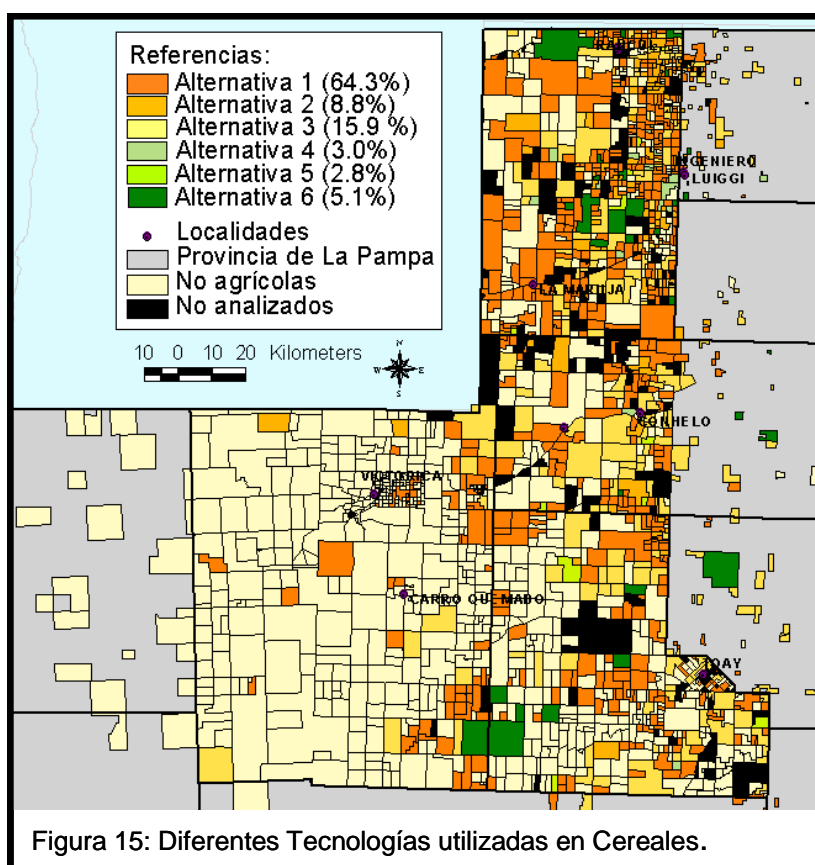 Referencias:
Alternativa 1 (64.3%)
Alternativa 2 (8.8%)
Alternativa 3 (15.9 %)
Alternativa 4 (3.0%)
Alternativa 5 (2.8%)
Alternativa 6 (5.1%)
Localidades
Provincia de La Pampa
No agrícolas
No analizados
10 0 10 20 Kilometers
N
W E
S
INGENIERO
LUIGGI
LA MARUJA
CONHELO
VICTORICA
CARRO QUEMADO
TOAY
Figura 15: Diferentes Tecnologías utilizadas en Cereales.